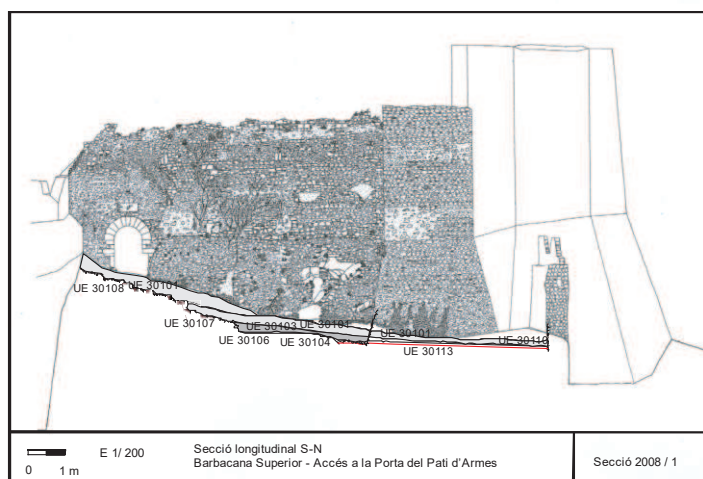 UE 30108
UE 30101
UE 30107
UE 30103
UE 30101
UE 30101
UE 30110
UE 30106
UE 30104
UE 30113
E 1/ 200
0 1 m
Secció longitudinal S-N
Barbacana Superior - Accés a la Porta del Pati d'Armes
Secció 2008 / 1